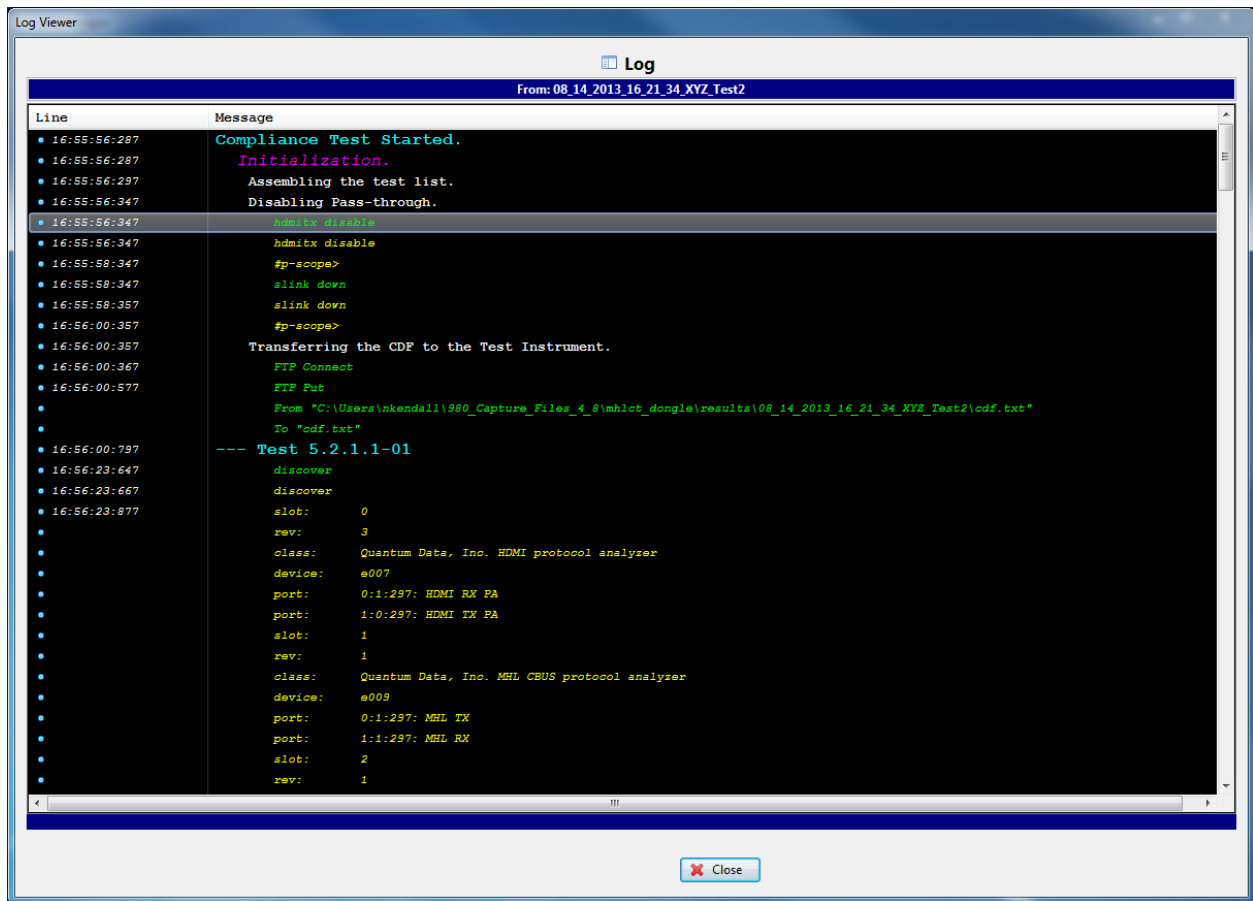 Log Viewer
Log
From: 08_14_2013_16_21_34_XYZ_Test2
Line Message
16:55:56:287 Compliance Test Started.
16:55:56:287 Initialization.
16:55:56:297 Assembling the test list.
16:55:56:347 Disabling Pass-through.
16:55:56:347 hdmitx disable
16:55:56:347 hdmitx disable
16:55:58:347 #p-scope>
16:55:58:347 slink down
16:55:58:357 slink down
16:56:00:357 #p-scope>
16:56:00:357 Transferring the CDF to the Test Instrument.
16:56:00:367 FTP Connect
16:56:00:577 FTP Put
From "C:\Users\nkendall\980_Capture_Files_4_8\mhlct_dongle\results\08_14_2013_16_21_34_XYZ_Test2\cdf.txt"
To "cdf.txt"
16:56:00:797 --- Test 5.2.1.1-01
16:56:23:647 discover
16:56:23:667 discover
16:56:23:877 slot: 0
rev: 3
class: Quantum Data, Inc. HDMI protocol analyzer
device: e007
port: 0:1:297: HDMI RX PA
port: 1:0:297: HDMI TX PA
slot: 1
rev: 1
class: Quantum Data, Inc. MHL CBUS protocol analyzer
device: e009
port: 0:1:297: MHL TX
port: 1:1:297: MHL RX
slot: 2
rev: 1
Close